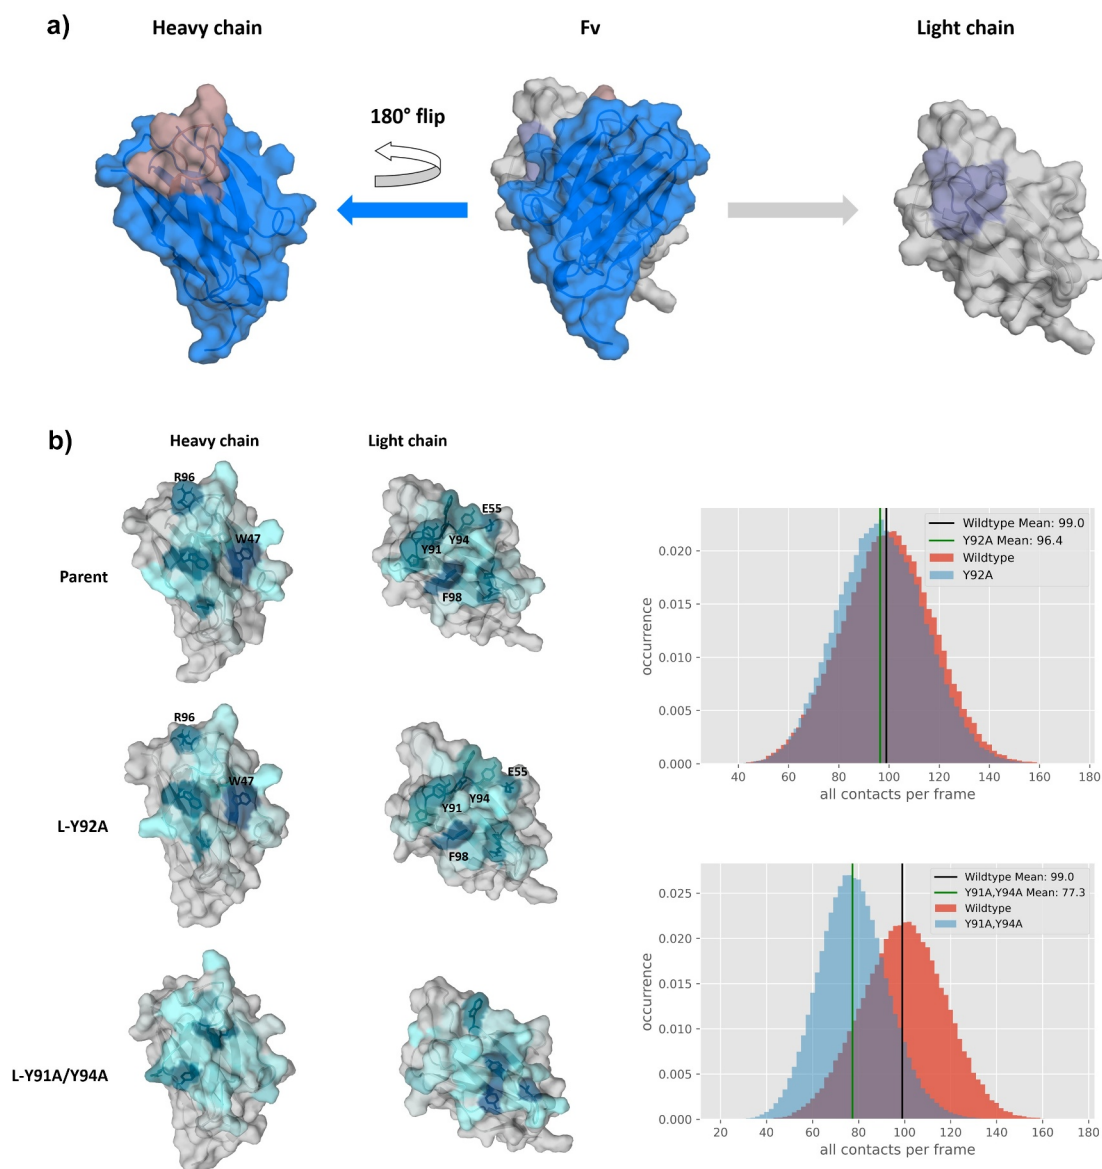 a)
Heavy chain
Fv
Light chain
180° flip
b)
Heavy chain
Light chain
Parent
R96
W47
E55
Y94
Y91
F98
Wildtype Mean: 99.0
Y92A Mean: 96.4
Wildtype
Y92A
occurrence
0.020
0.015
0.010
0.005
0.000
40 60 80 100 120 140 160 180
all contacts per frame
L-Y92A
R96
W47
E55
Y94
Y91
F98
L-Y91A/Y94A
Wildtype Mean: 99.0
Y91A,Y94A Mean: 77.3
Wildtype
Y91A,Y94A
occurrence
0.025
0.020
0.015
0.010
0.005
0.000
20 40 60 80 100 120 140 160 180
all contacts per frame